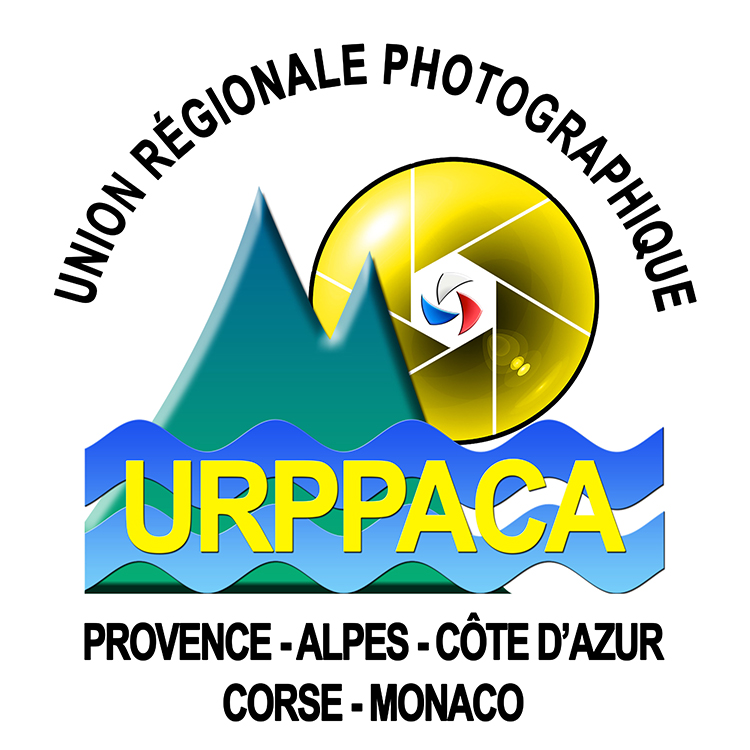 UNION RÉGIONALE PHOTOGRAPHIQUE
URPPACA
PROVENCE - ALPES - CÔTE D’AZUR
CORSE - MONACO